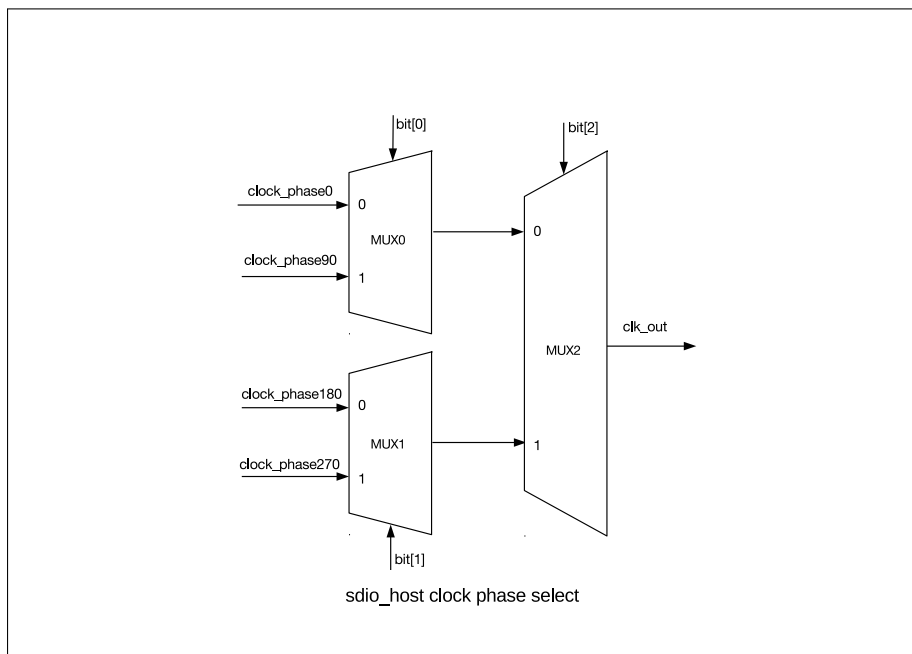 bit[0]
bit[2]
clock_phase0
0
MUX0
0
clock_phase90
1
clk_out
MUX2
clock_phase180
0
MUX1
1
clock_phase270
1
bit[1]
sdio_host clock phase select